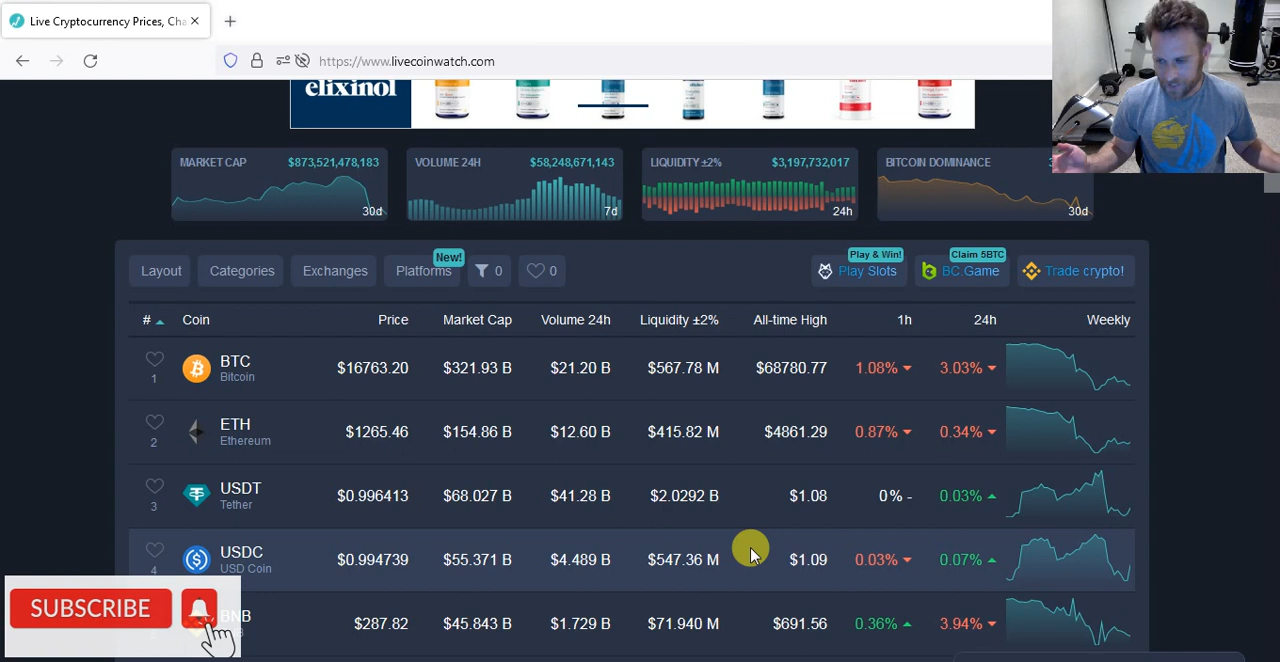 Live Cryptocurrency Prices, Cha
https://www.livecoinwatch.com
elixinol
MARKET CAP $873,521,478,183
30d
VOLUME 24H $58,248,671,143
7d
LIQUIDITY ±2% $3,197,732,017
24h
BITCOIN DOMINANCE
30d
Layout Categories Exchanges Platforms New! 0 0 Play & Win! Play Slots Claim 5BTC BC.Game Trade crypto!
# Coin Price Market Cap Volume 24h Liquidity ±2% All-time High 1h 24h Weekly
1 BTC Bitcoin $16763.20 $321.93 B $21.20 B $567.78 M $68780.77 1.08% 3.03%
2 ETH Ethereum $1265.46 $154.86 B $12.60 B $415.82 M $4861.29 0.87% 0.34%
3 USDT Tether $0.996413 $68.027 B $41.28 B $2.0292 B $1.08 0% - 0.03%
4 USDC USD Coin $0.994739 $55.371 B $4.489 B $547.36 M $1.09 0.03% 0.07%
BNB $287.82 $45.843 B $1.729 B $71.940 M $691.56 0.36% 3.94%
SUBSCRIBE